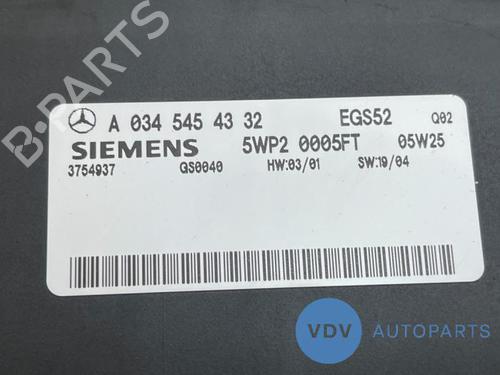 B-PARTS
A 034 545 43 32 EGS52 Q02
SIEMENS 5WP2 0005FT 05W25
3754937 GS0040 HW:03/01 SW:19/04
VDV AUTOPARTS